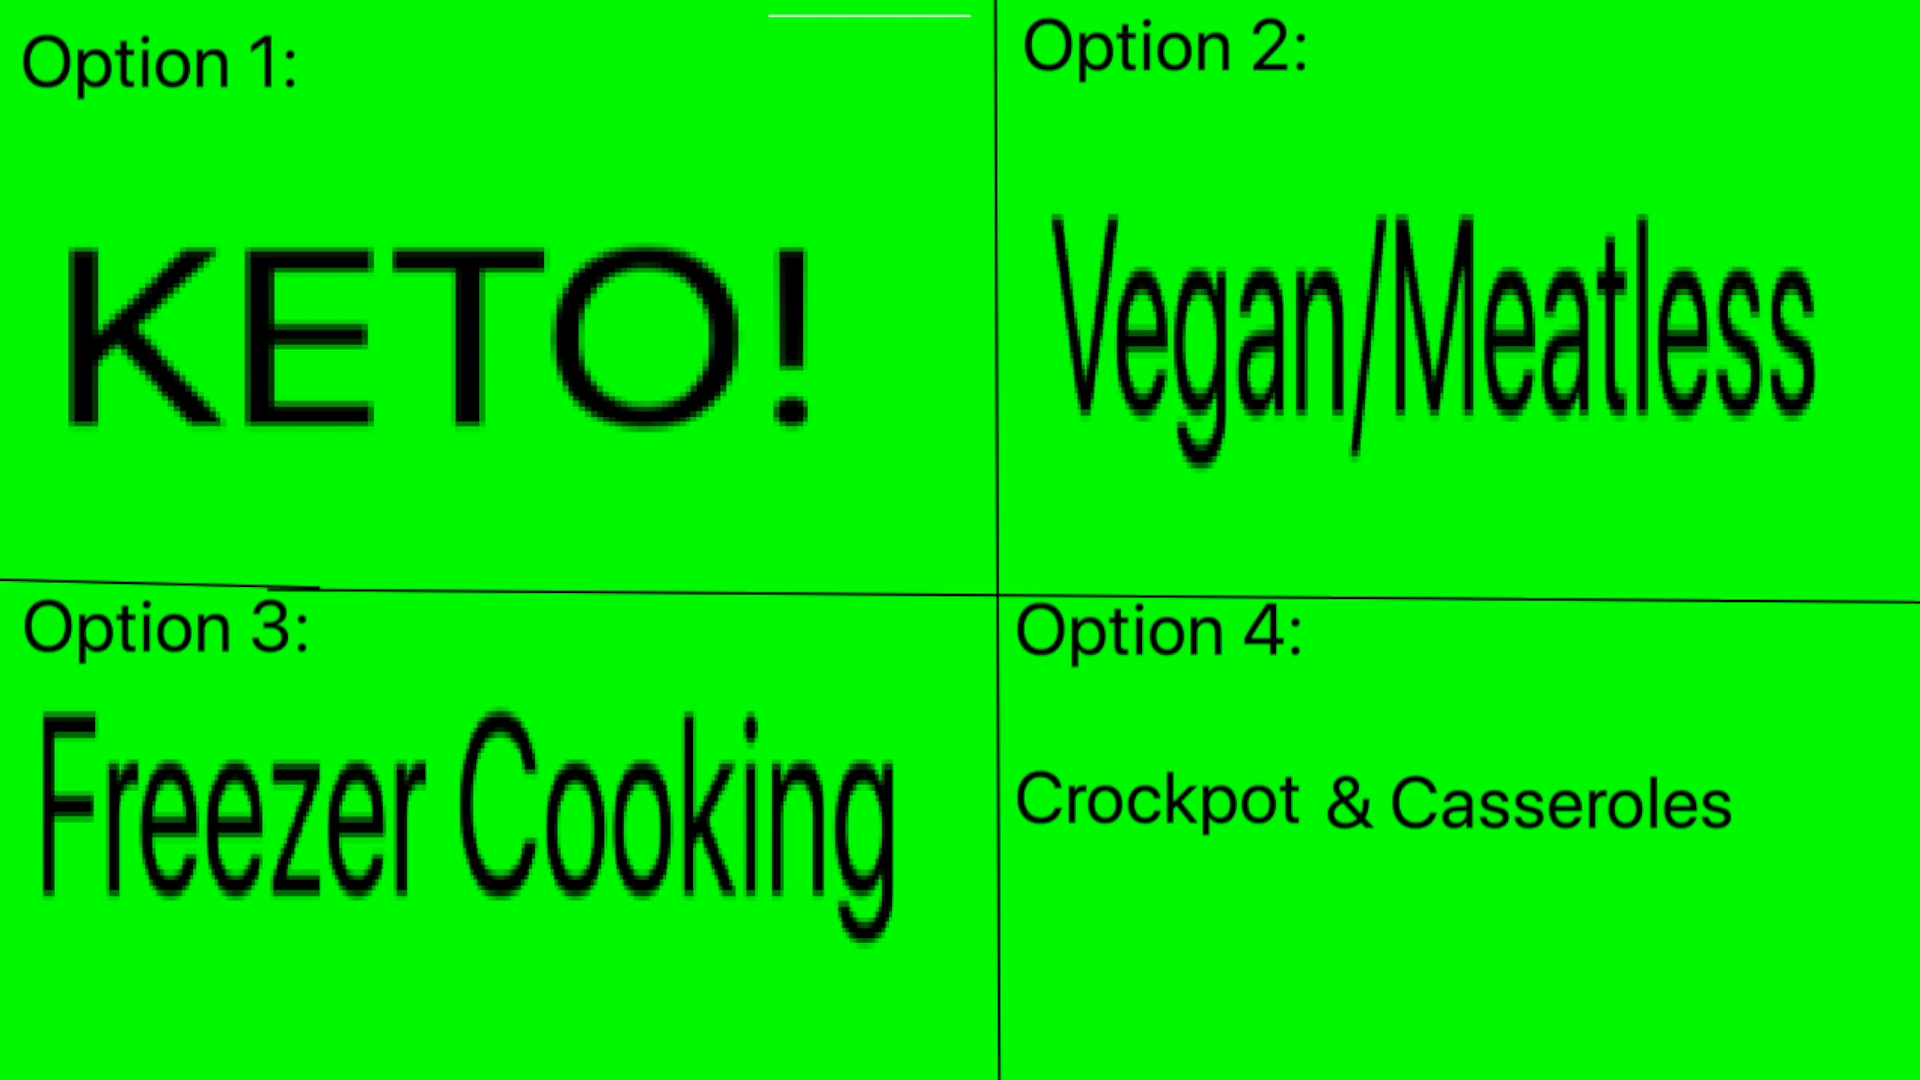 Option 1:
KETO!
Option 2:
Vegan/Meatless
Option 3:
Freezer Cooking
Option 4:
Crockpot & Casseroles